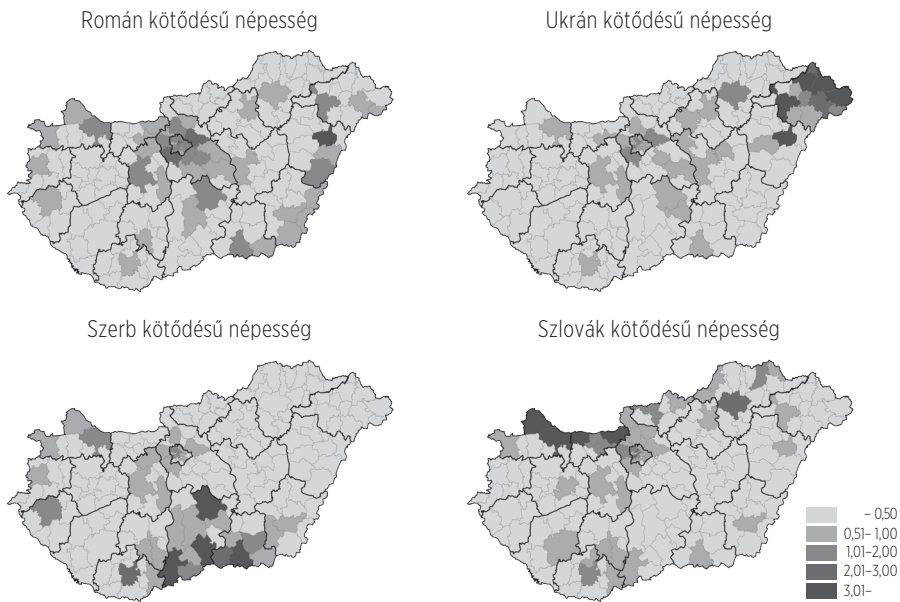 Román kötődésű népesség
Ukrán kötődésű népesség
Szerb kötődésű népesség
Szlovák kötődésű népesség
– 0,50
0,51– 1,00
1,01–2,00
2,01–3,00
3,01–